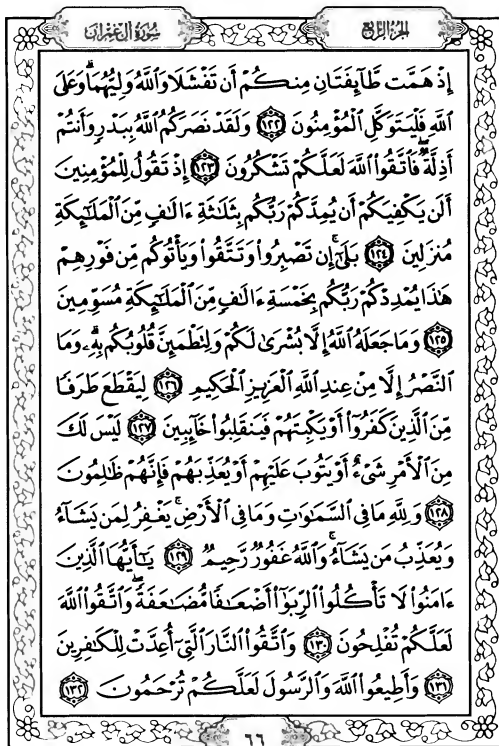 الجزء الرابع
سورة آل عمران
إِذْ هَمَّت طَّآئِفَتَانِ مِنكُمْ أَن تَفْشَلَا وَٱللَّهُ وَلِيُّهُمَا ۗ وَعَلَى
ٱللَّهِ فَلْيَتَوَكَّلِ ٱلْمُؤْمِنُونَ ١٢٢ وَلَقَدْ نَصَرَكُمُ ٱللَّهُ بِبَدْرٍ وَأَنتُمْ
أَذِلَّةٌ ۖ فَٱتَّقُوا۟ ٱللَّهَ لَعَلَّكُمْ تَشْكُرُونَ ١٢٣ إِذْ تَقُولُ لِلْمُؤْمِنِينَ
أَلَن يَكْفِيَكُمْ أَن يُمِدَّكُمْ رَبُّكُم بِثَلَٰثَةِ ءَالَٰفٍ مِّنَ ٱلْمَلَٰٓئِكَةِ
مُنزَلِينَ ١٢٤ بَلَىٰٓ ۚ إِن تَصْبِرُوا۟ وَتَتَّقُوا۟ وَيَأْتُوكُم مِّن فَوْرِهِمْ
هَٰذَا يُمْدِدْكُمْ رَبُّكُم بِخَمْسَةِ ءَالَٰفٍ مِّنَ ٱلْمَلَٰٓئِكَةِ مُسَوِّمِينَ
١٢٥ وَمَا جَعَلَهُ ٱللَّهُ إِلَّا بُشْرَىٰ لَكُمْ وَلِتَطْمَئِنَّ قُلُوبُكُم بِهِۦ ۗ وَمَا
ٱلنَّصْرُ إِلَّا مِنْ عِندِ ٱللَّهِ ٱلْعَزِيزِ ٱلْحَكِيمِ ١٢٦ لِيَقْطَعَ طَرَفًا
مِّنَ ٱلَّذِينَ كَفَرُوٓا۟ أَوْ يَكْبِتَهُمْ فَيَنقَلِبُوا۟ خَآئِبِينَ ١٢٧ لَيْسَ لَكَ
مِنَ ٱلْأَمْرِ شَىْءٌ أَوْ يَتُوبَ عَلَيْهِمْ أَوْ يُعَذِّبَهُمْ فَإِنَّهُمْ ظَٰلِمُونَ
١٢٨ وَلِلَّهِ مَا فِى ٱلسَّمَٰوَٰتِ وَمَا فِى ٱلْأَرْضِ ۚ يَغْفِرُ لِمَن يَشَآءُ
وَيُعَذِّبُ مَن يَشَآءُ ۚ وَٱللَّهُ غَفُورٌ رَّحِيمٌ ١٢٩ يَٰٓأَيُّهَا ٱلَّذِينَ
ءَامَنُوا۟ لَا تَأْكُلُوا۟ ٱلرِّبَوٰٓا۟ أَضْعَٰفًا مُّضَٰعَفَةً ۖ وَٱتَّقُوا۟ ٱللَّهَ
لَعَلَّكُمْ تُفْلِحُونَ ١٣٠ وَٱتَّقُوا۟ ٱلنَّارَ ٱلَّتِىٓ أُعِدَّتْ لِلْكَٰفِرِينَ
١٣١ وَأَطِيعُوا۟ ٱللَّهَ وَٱلرَّسُولَ لَعَلَّكُمْ تُرْحَمُونَ ١٣٢
٦٦